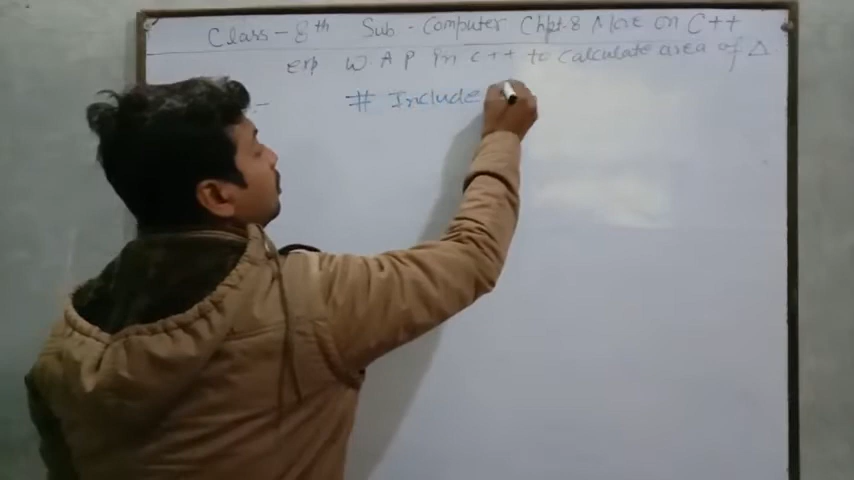 Class - 8th Sub - Computer Chpt-8 More on C++
exp W A P in c++ to calculate area of △
:- # Include